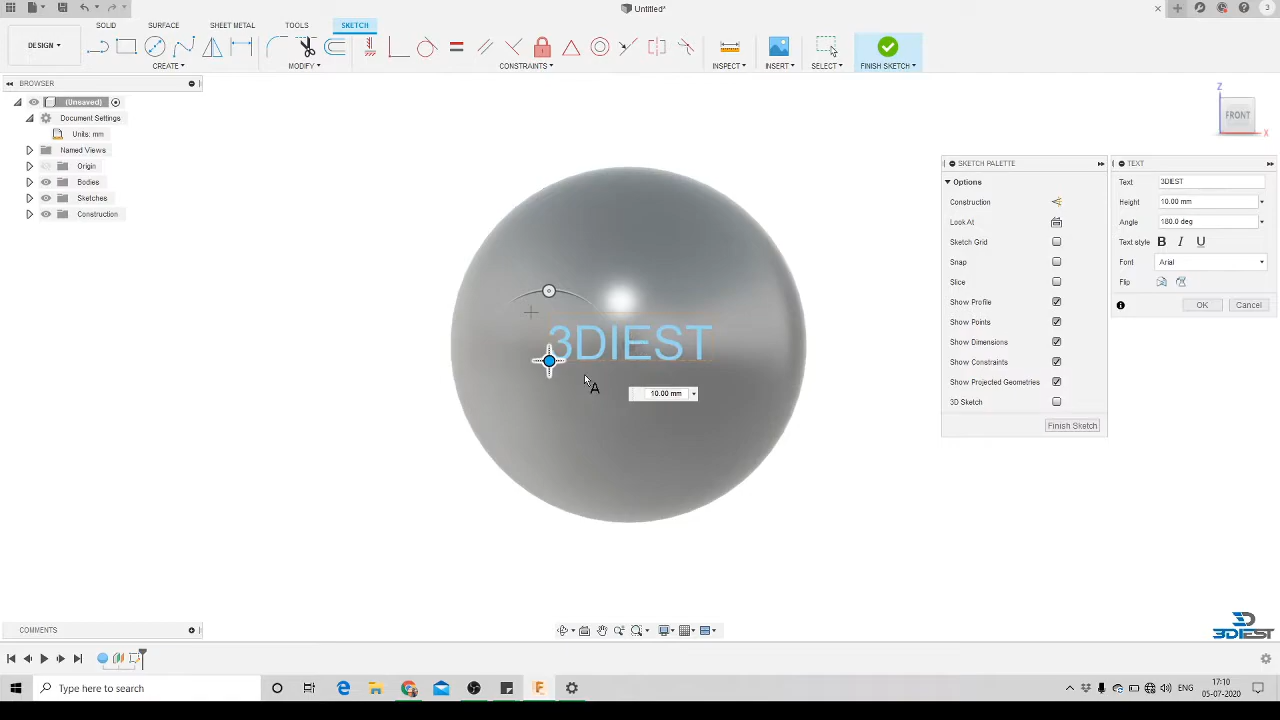 Untitled*
3
DESIGN
SOLID
SURFACE
SHEET METAL
TOOLS
SKETCH
CREATE
MODIFY
CONSTRAINTS
INSPECT
INSERT
SELECT
FINISH SKETCH
BROWSER
(Unsaved)
Document Settings
Units: mm
Named Views
Origin
Bodies
Sketches
Construction
Z
FRONT
X
SKETCH PALETTE
Options
Construction
Look At
Sketch Grid
Snap
Slice
Show Profile
Show Points
Show Dimensions
Show Constraints
Show Projected Geometries
3D Sketch
Finish Sketch
TEXT
Text 3DIEST
Height 10.00 mm
Angle 180.0 deg
Text style B I U
Font Arial
Flip
OK Cancel
3DIEST
A
10.00 mm
COMMENTS
3DIEST
Type here to search
ENG
17:10
05-07-2020